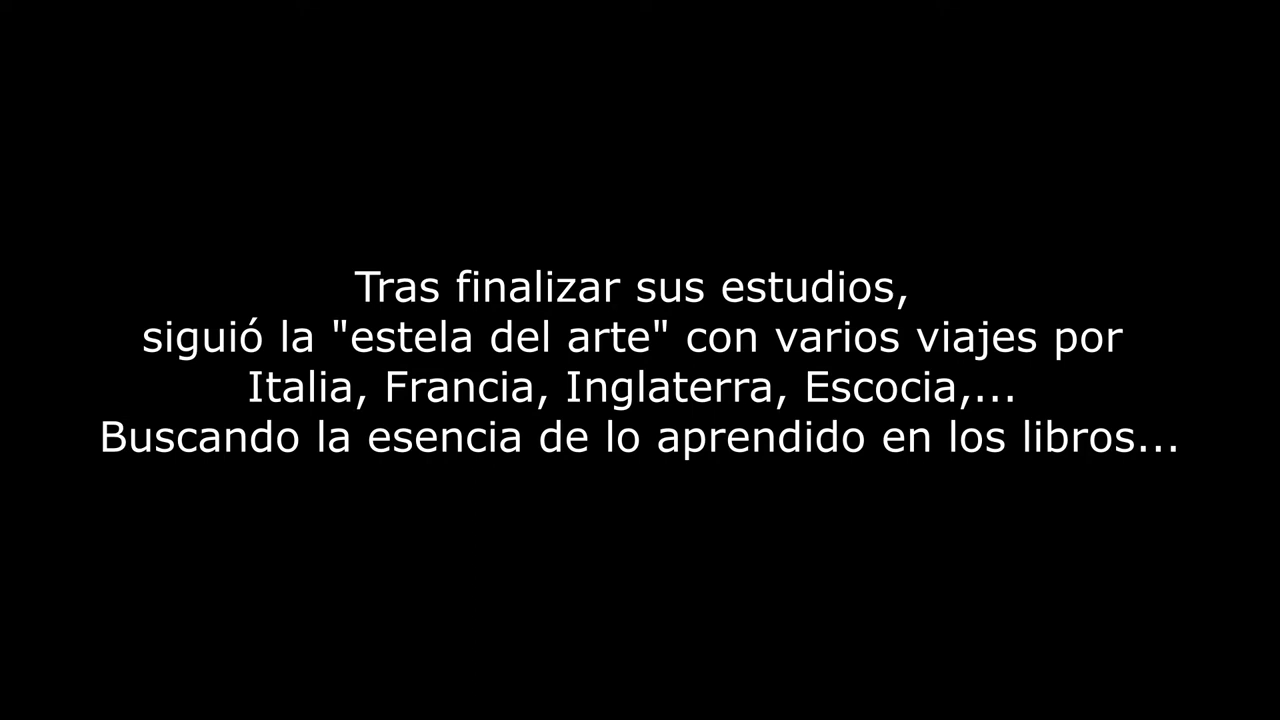 Tras finalizar sus estudios,
siguió la "estela del arte" con varios viajes por
Italia, Francia, Inglaterra, Escocia,...
Buscando la esencia de lo aprendido en los libros...